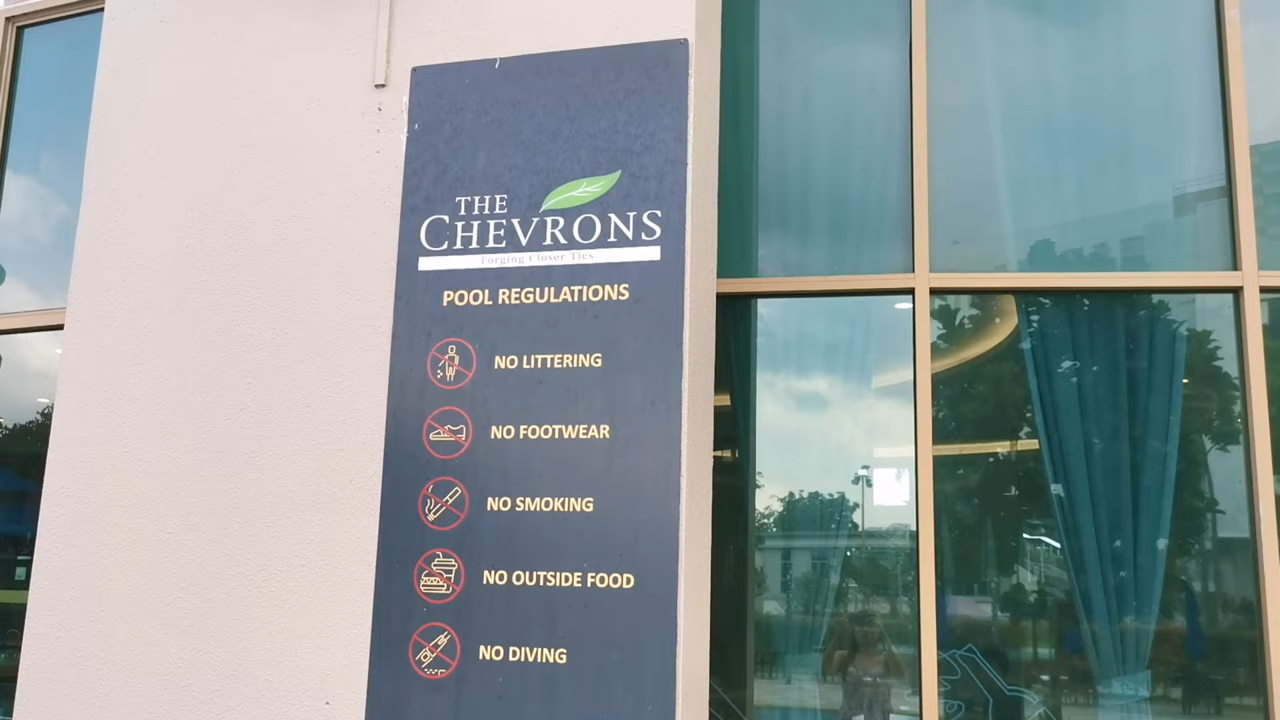 THE
CHEVRONS
Forging Closer Ties
POOL REGULATIONS
NO LITTERING
NO FOOTWEAR
NO SMOKING
NO OUTSIDE FOOD
NO DIVING